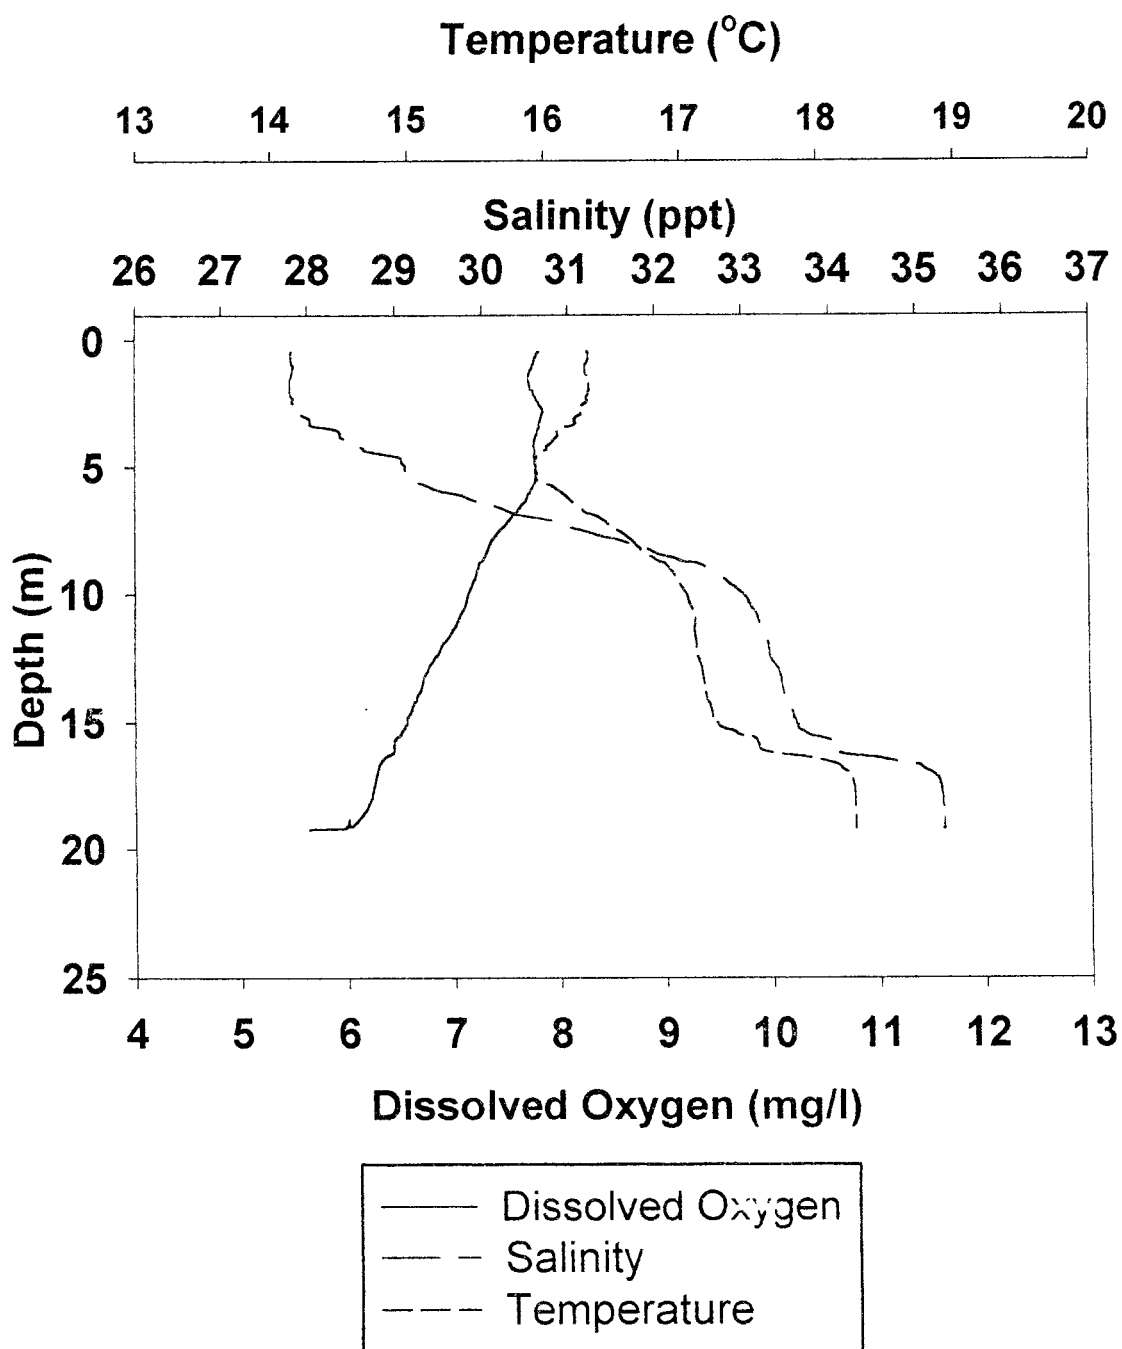 Temperature (°C)
13 14 15 16 17 18 19 20
Salinity (ppt)
26 27 28 29 30 31 32 33 34 35 36 37
0
5
10
15
20
25
Depth (m)
4 5 6 7 8 9 10 11 12 13
Dissolved Oxygen (mg/l)
Dissolved Oxygen
Salinity
Temperature